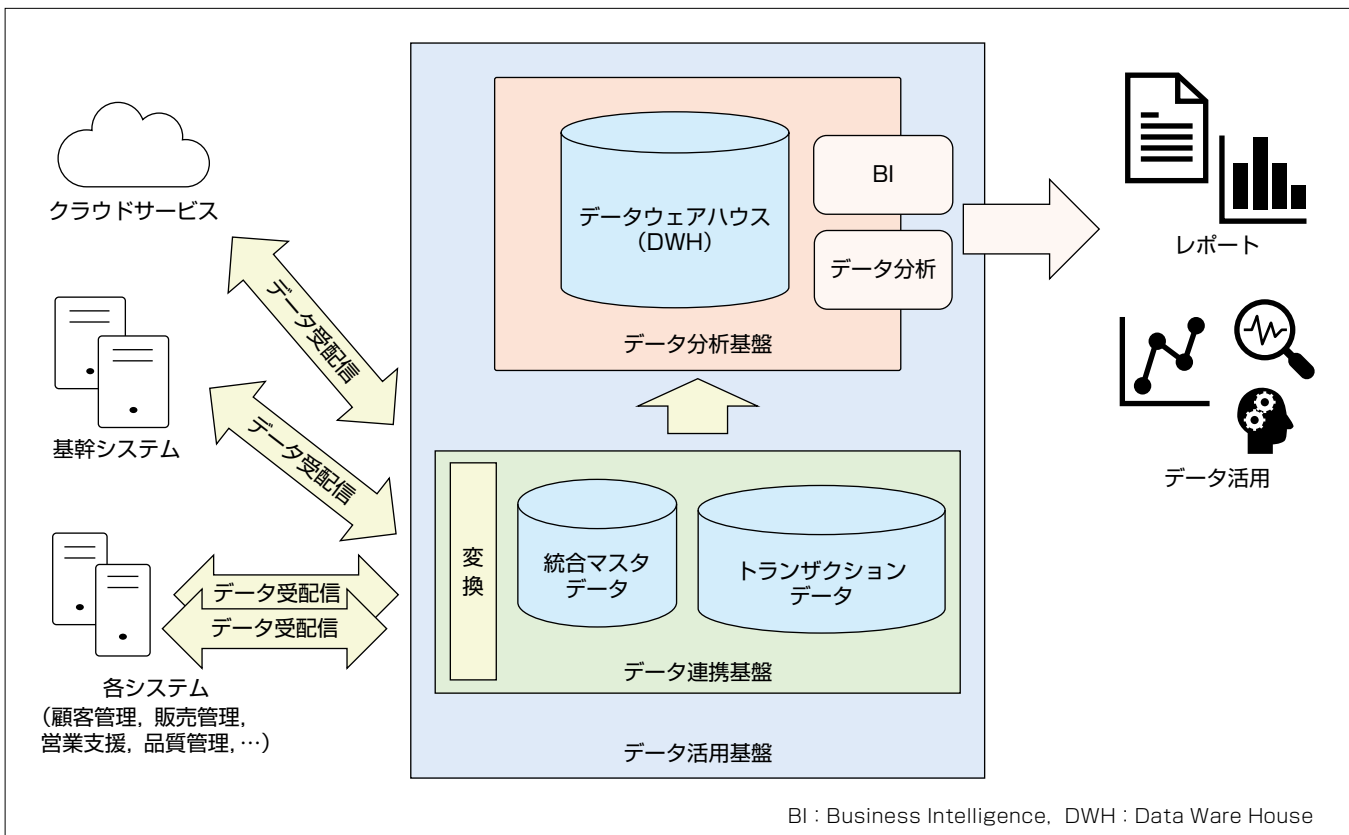 クラウドサービス
データ受配信
基幹システム
データ受配信
各システム
（顧客管理, 販売管理,
営業支援, 品質管理, …）
データ受配信
データ受配信
データウェアハウス
（DWH）
BI
データ分析
データ分析基盤
変換
統合マスタ
データ
トランザクション
データ
データ連携基盤
データ活用基盤
レポート
データ活用
BI：Business Intelligence, DWH：Data Ware House